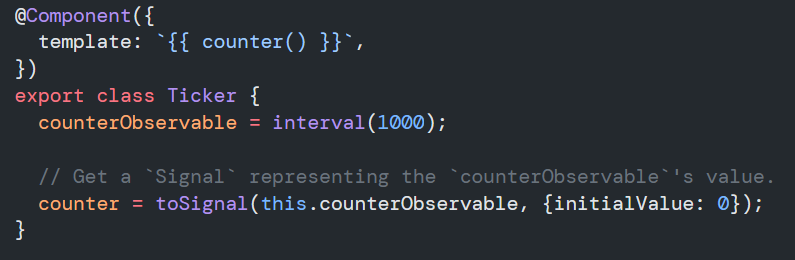 @Component({
  template: `{{ counter() }}`,
})
export class Ticker {
  counterObservable = interval(1000);

  // Get a `Signal` representing the `counterObservable`'s value.
  counter = toSignal(this.counterObservable, {initialValue: 0});
}